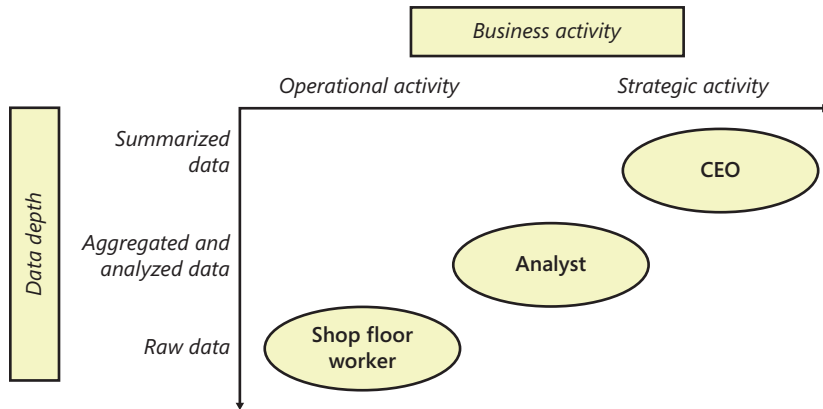 Business activity
Operational activity
Strategic activity
Data depth
Summarized
data
CEO
Aggregated and
analyzed data
Analyst
Raw data
Shop floor
worker